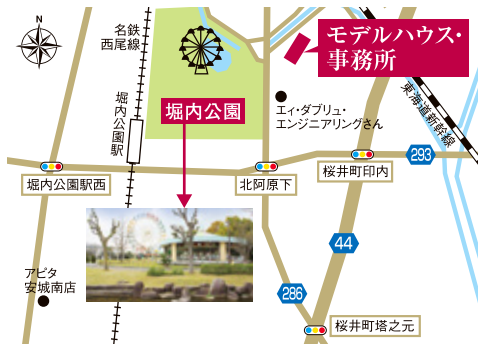 N
名鉄
西尾線
モデルハウス・
事務所
堀内公園駅
堀内公園
エィ・ダブリュ・
エンジニアリングさん
東海道新幹線
293
堀内公園駅西
北阿原下
桜井町印内
44
アピタ
安城南店
286
桜井町塔之元